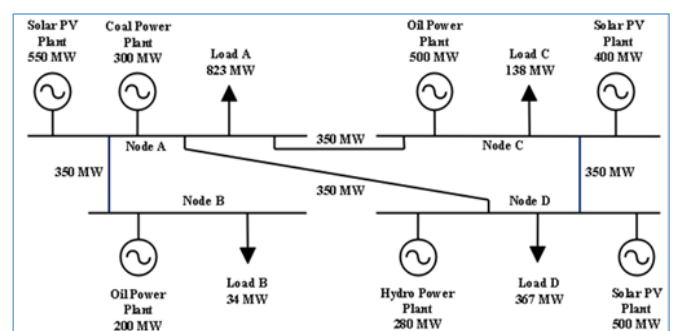 Solar PV
Plant
550 MW
Coal Power
Plant
300 MW
Load A
823 MW
Oil Power
Plant
500 MW
Load C
138 MW
Solar PV
Plant
400 MW
Node A
350 MW
Node C
350 MW
350 MW
350 MW
Node B
Node D
Oil Power
Plant
200 MW
Load B
34 MW
Hydro Power
Plant
280 MW
Load D
367 MW
Solar PV
Plant
500 MW